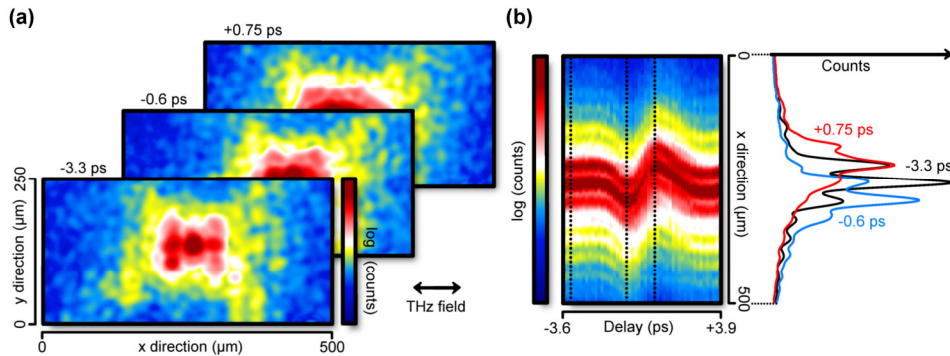 (a)
+0.75 ps
-0.6 ps
-3.3 ps
250
y direction (μm)
0
0
x direction (μm)
500
log (counts)
THz field
(b)
log (counts)
-3.6
Delay (ps)
+3.9
0
x direction (μm)
500
Counts
+0.75 ps
-3.3 ps
-0.6 ps